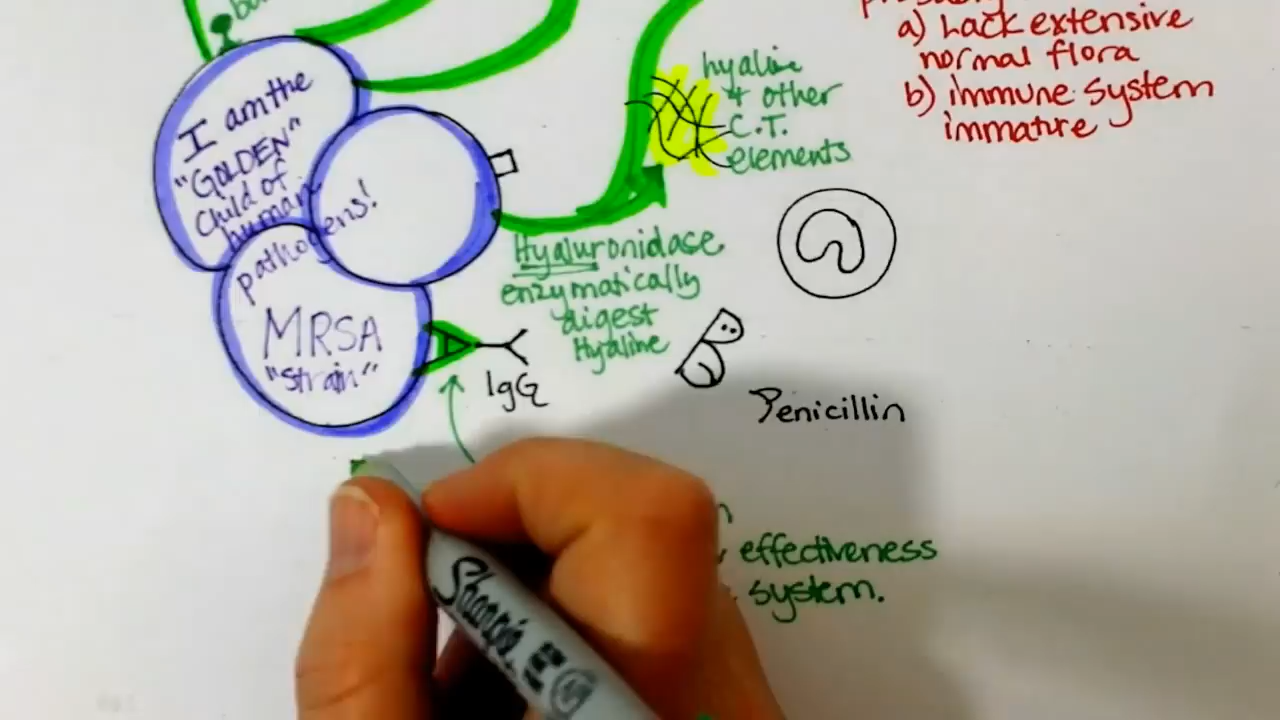 a) Lack extensive
normal flora
b) immune system
immature
hyaline
+ other
C.T.
elements
I am the
"GOLDEN"
Child of
human
pathogens!
Hyaluronidase
enzymatically
digest
Hyaline
MRSA
"Strain"
IgG
Penicillin
effectiveness
system.
Sharpie